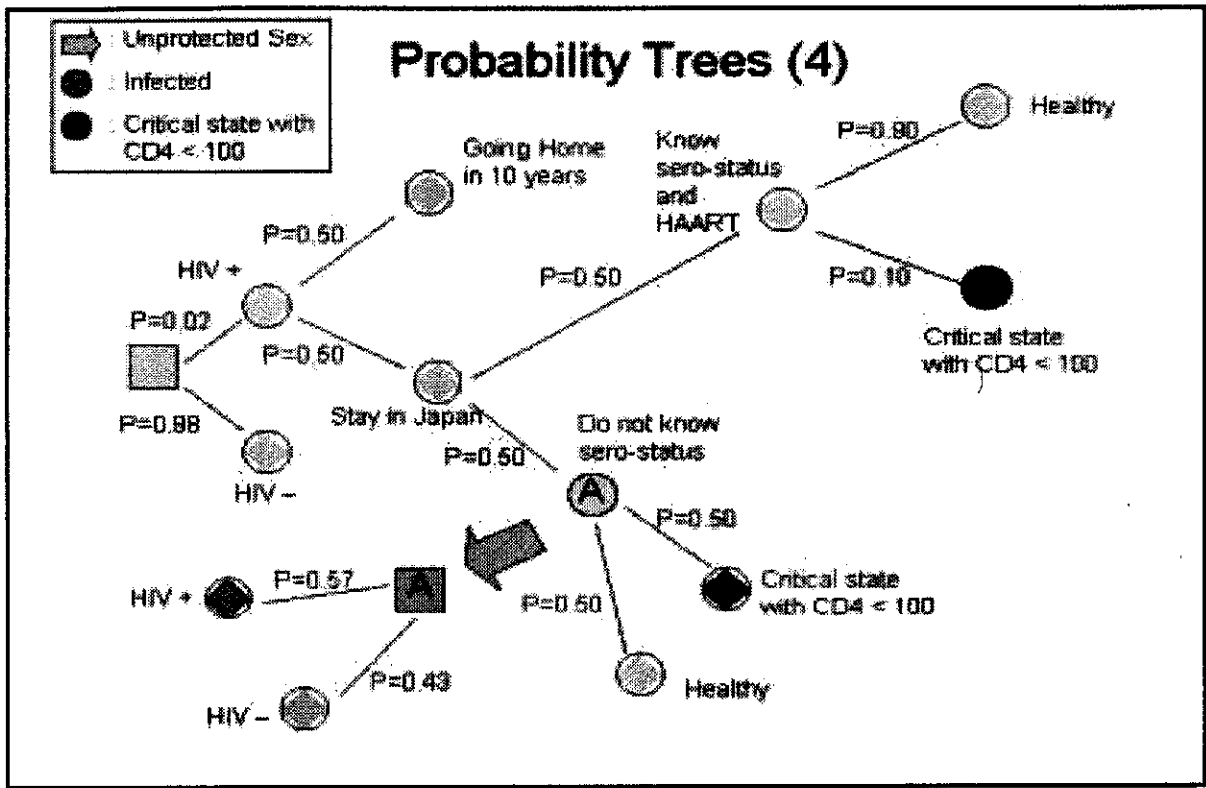 : Unprotected Sex
: Infected
: Critical state with
CD4 < 100
Probability Trees (4)
Healthy
P=0.90
Know
sero-status
and
HAART
Going Home
in 10 years
P=0.50
HIV +
P=0.50
P=0.10
P=0.02
P=0.50
Critical state
with CD4 < 100
Stay in Japan
P=0.98
Do not know
sero-status
P=0.50
HIV –
A
P=0.50
P=0.57
A
HIV +
Critical state
with CD4 < 100
P=0.50
P=0.43
Healthy
HIV –